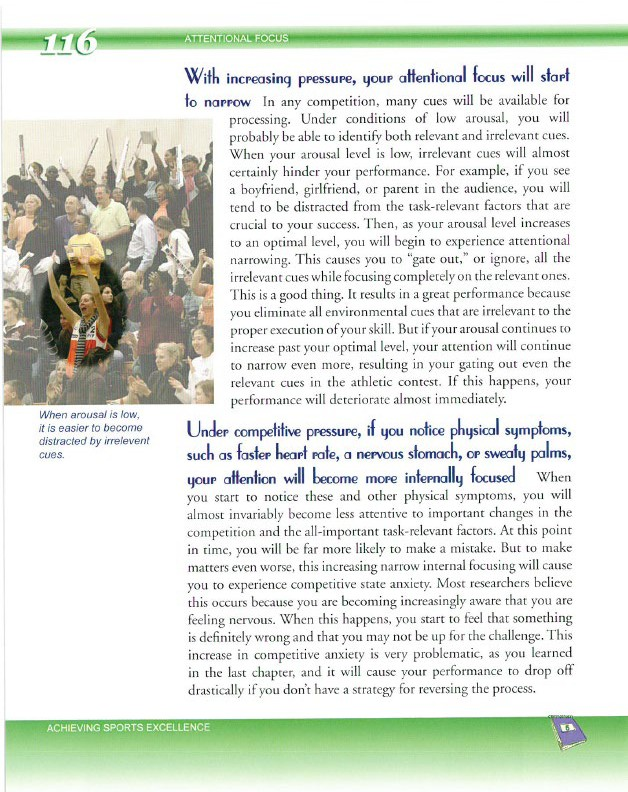 116
ATTENTIONAL FOCUS
With increasing pressure, your attentional focus will start
to narrow In any competition, many cues will be available for
processing. Under conditions of low arousal, you will
probably be able to identify both relevant and irrelevant cues.
When your arousal level is low, irrelevant cues will almost
certainly hinder your performance. For example, if you see
a boyfriend, girlfriend, or parent in the audience, you will
tend to be distracted from the task-relevant factors that are
crucial to your success. Then, as your arousal level increases
to an optimal level, you will begin to experience attentional
narrowing. This causes you to “gate out,” or ignore, all the
irrelevant cues while focusing completely on the relevant ones.
This is a good thing. It results in a great performance because
you eliminate all environmental cues that are irrelevant to the
proper execution of your skill. But if your arousal continues to
increase past your optimal level, your attention will continue
to narrow even more, resulting in your gating out even the
relevant cues in the athletic contest. If this happens, your
performance will deteriorate almost immediately.
When arousal is low,
it is easier to become
distracted by irrelevent
cues.
Under competitive pressure, if you notice physical symptoms,
such as faster heart rate, a nervous stomach, or sweaty palms,
your attention will become more internally focused When
you start to notice these and other physical symptoms, you will
almost invariably become less attentive to important changes in the
competition and the all-important task-relevant factors. At this point
in time, you will be far more likely to make a mistake. But to make
matters even worse, this increasing narrow internal focusing will cause
you to experience competitive state anxiety. Most researchers believe
this occurs because you are becoming increasingly aware that you are
feeling nervous. When this happens, you start to feel that something
is definitely wrong and that you may not be up for the challenge. This
increase in competitive anxiety is very problematic, as you learned
in the last chapter, and it will cause your performance to drop off
drastically if you don’t have a strategy for reversing the process.
ACHIEVING SPORTS EXCELLENCE